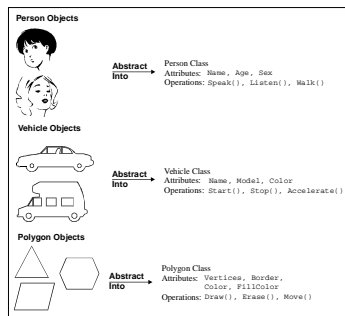 Person Objects
Abstract
Into
Person Class
Attributes: Name, Age, Sex
Operations: Speak(), Listen(), Walk()
Vehicle Objects
Abstract
Into
Vehicle Class
Attributes: Name, Model, Color
Operations: Start(), Stop(), Accelerate()
Polygon Objects
Abstract
Into
Polygon Class
Attributes: Vertices, Border,
Color, FillColor
Operations: Draw(), Erase(), Move()